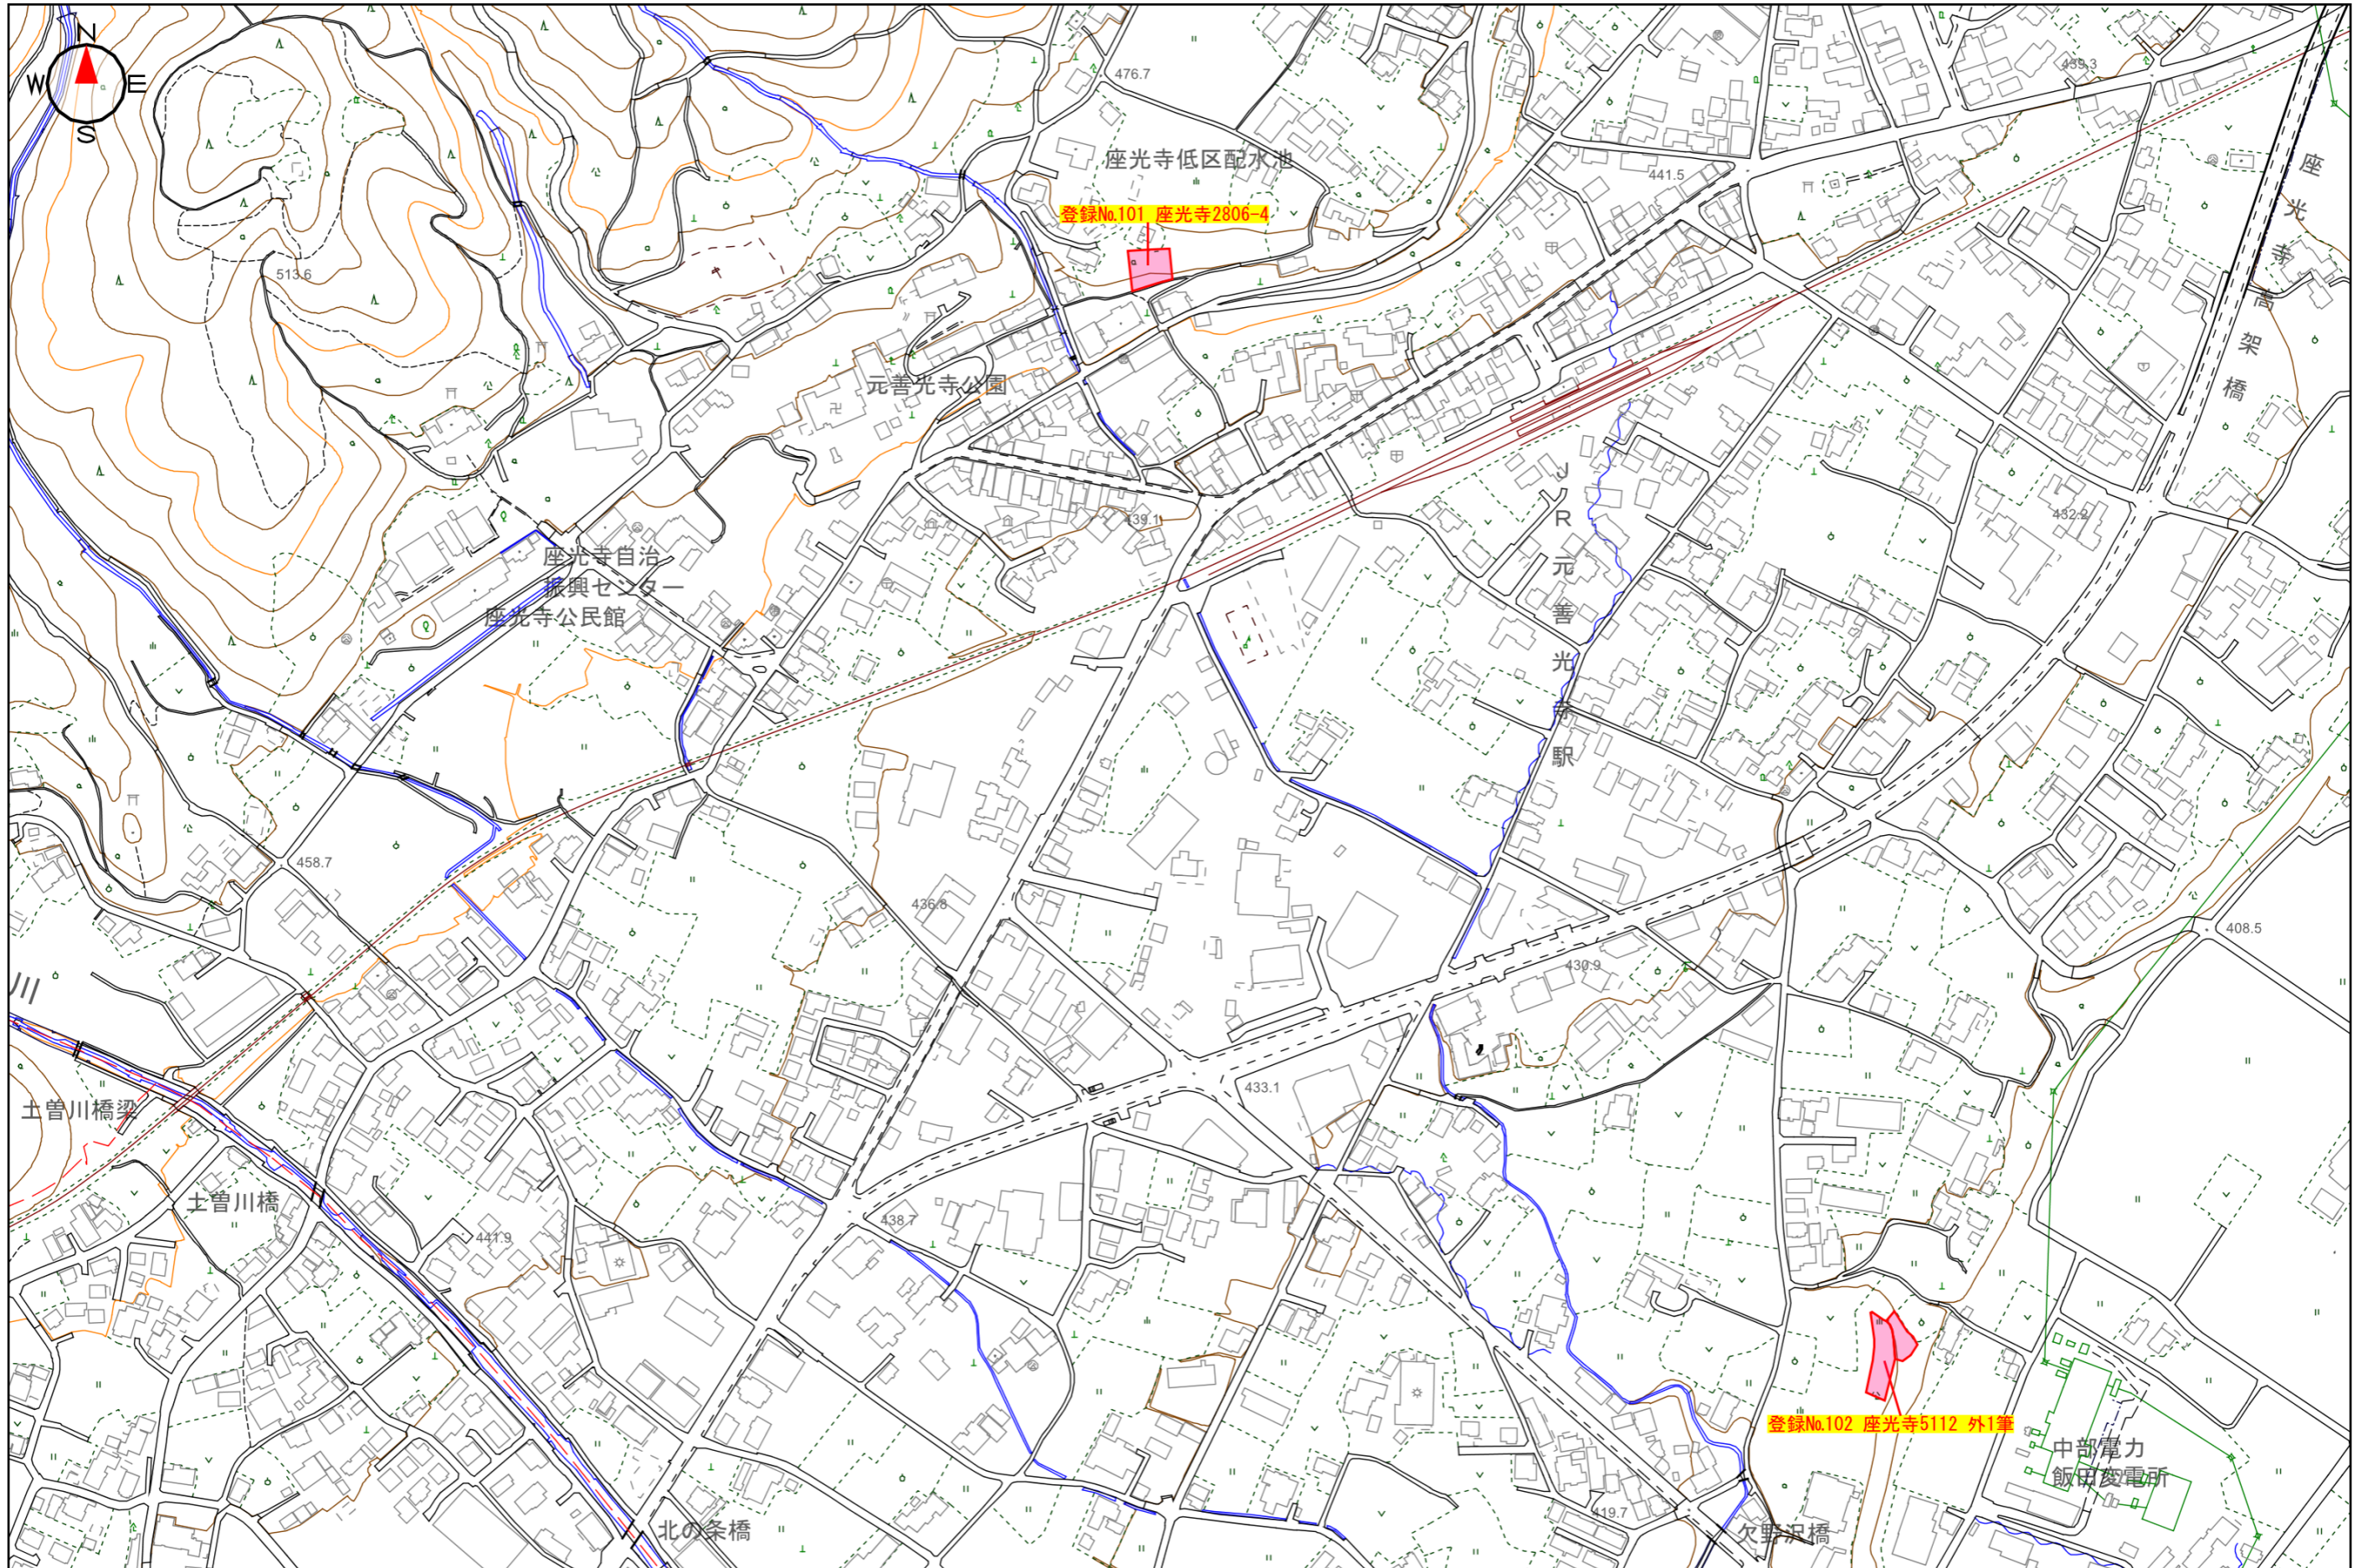 N
W E
S
476.7
439.3
座光寺低区配水池
441.5
座光寺高架橋
登録No.101 座光寺2806-4
513.6
元善光寺公園
JR元善光寺駅
439.1
432.2
座光寺自治
振興センター
座光寺公民館
458.7
436.8
408.5
430.9
川
433.1
土曽川橋梁
土曽川橋
438.7
441.9
登録No.102 座光寺5112 外1筆
中部電力
飯田変電所
419.7
北の条橋
欠野沢橋